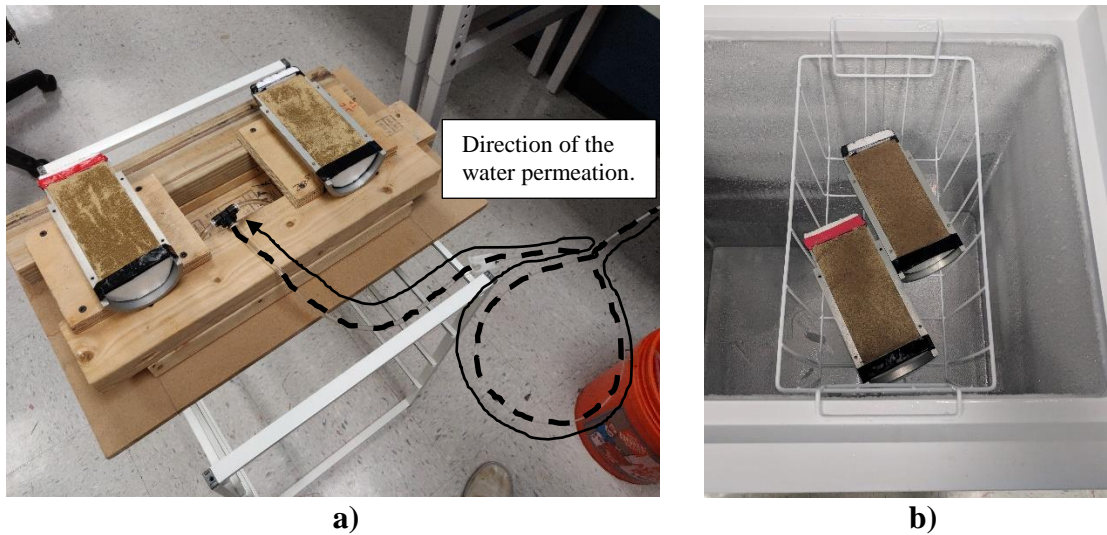 Direction of the
water permeation.
a)
b)